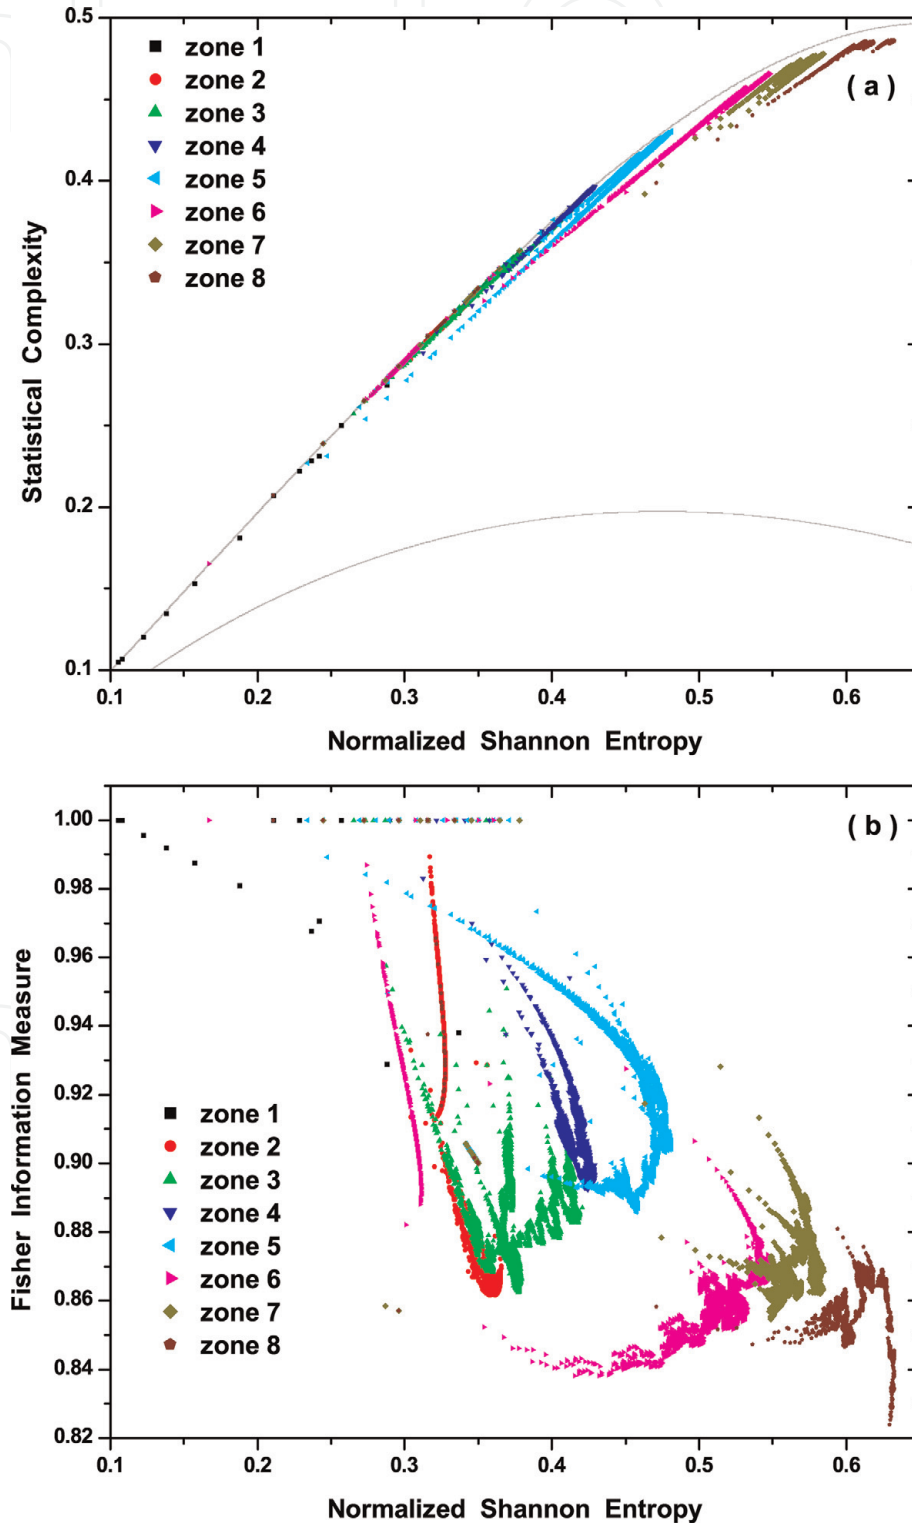 0.5
zone 1
zone 2
zone 3
zone 4
zone 5
zone 6
zone 7
zone 8
( a )
0.4
0.3
0.2
0.1
Statistical Complexity
0.1 0.2 0.3 0.4 0.5 0.6
Normalized Shannon Entropy
1.00
( b )
0.98
0.96
0.94
0.92
0.90
0.88
0.86
0.84
0.82
Fisher Information Measure
zone 1
zone 2
zone 3
zone 4
zone 5
zone 6
zone 7
zone 8
0.1 0.2 0.3 0.4 0.5 0.6
Normalized Shannon Entropy